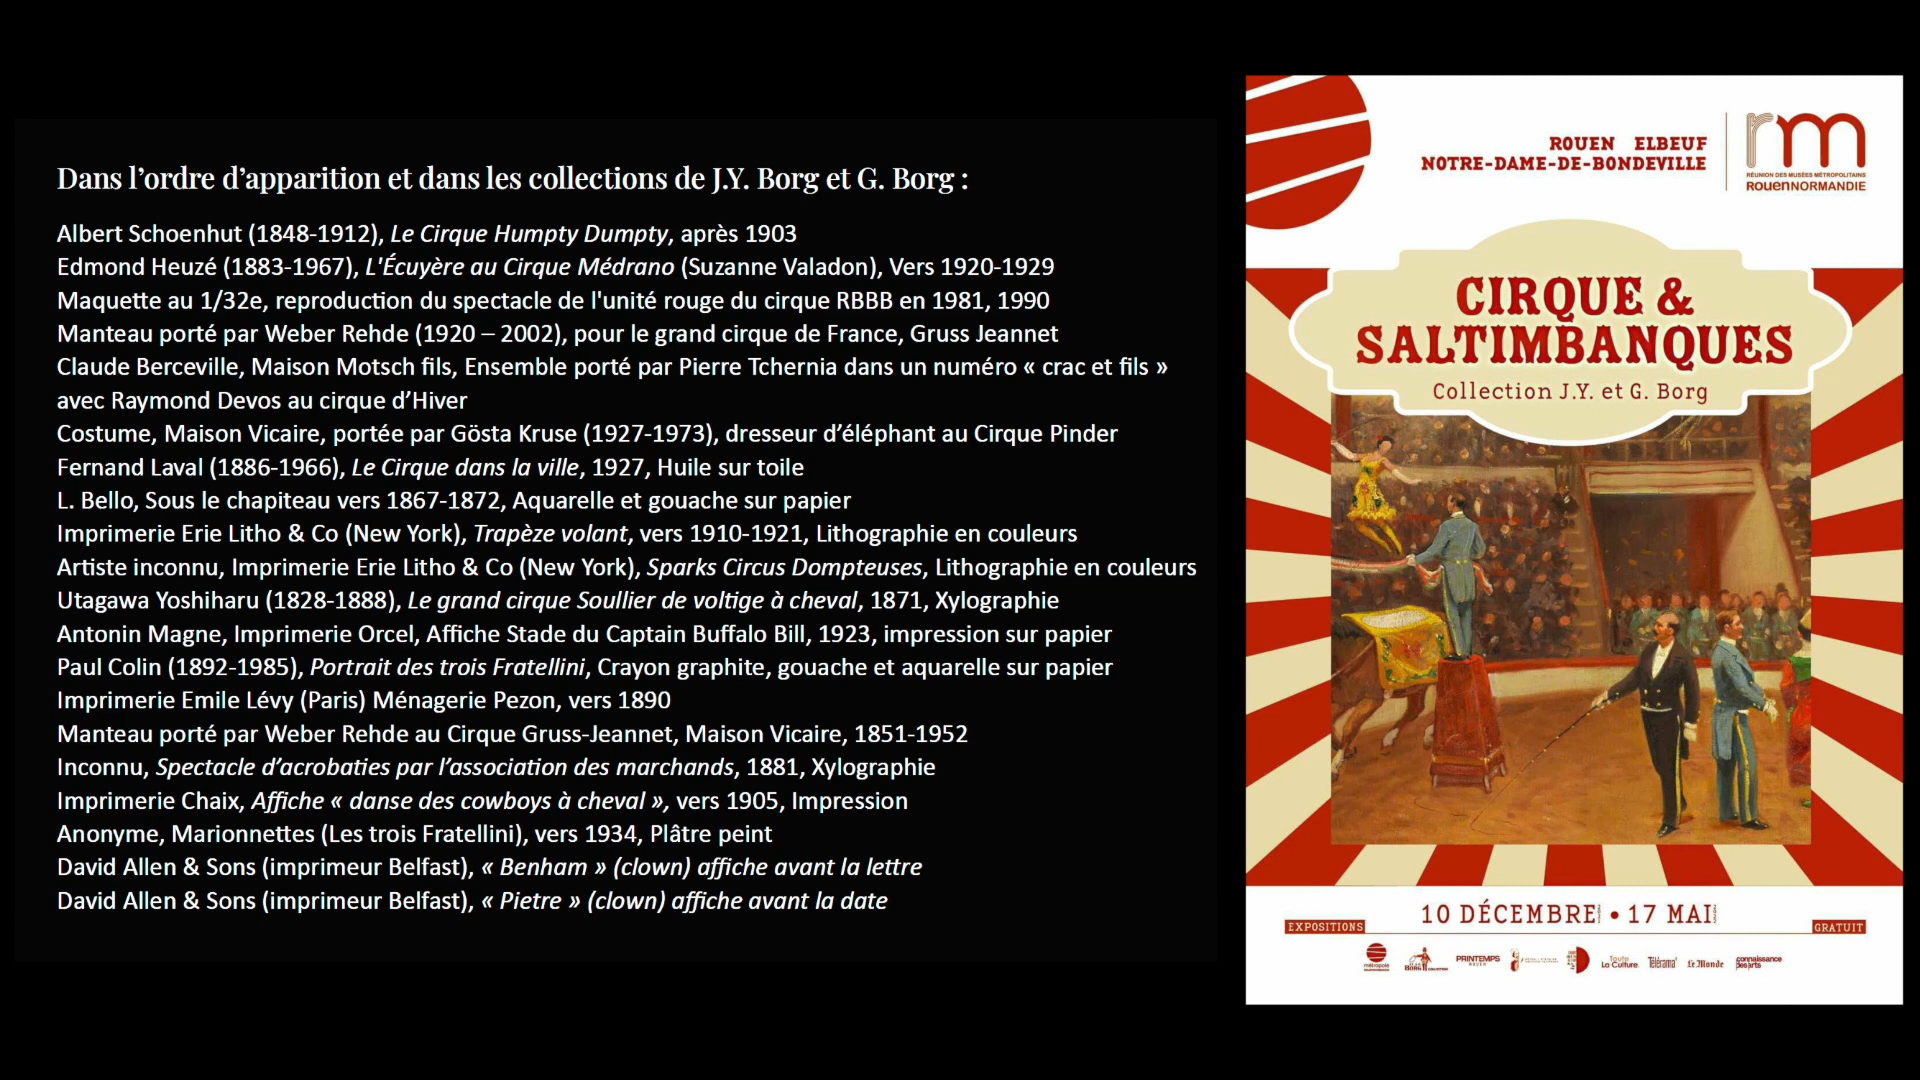 Dans l’ordre d’apparition et dans les collections de J.Y. Borg et G. Borg :
Albert Schoenhut (1848-1912), Le Cirque Humpty Dumpty, après 1903
Edmond Heuzé (1883-1967), L'Écuyère au Cirque Médrano (Suzanne Valadon), Vers 1920-1929
Maquette au 1/32e, reproduction du spectacle de l'unité rouge du cirque RBBB en 1981, 1990
Manteau porté par Weber Rehde (1920 – 2002), pour le grand cirque de France, Gruss Jeannet
Claude Berceville, Maison Motsch fils, Ensemble porté par Pierre Tchernia dans un numéro « crac et fils »
avec Raymond Devos au cirque d’Hiver
Costume, Maison Vicaire, portée par Gösta Kruse (1927-1973), dresseur d’éléphant au Cirque Pinder
Fernand Laval (1886-1966), Le Cirque dans la ville, 1927, Huile sur toile
L. Bello, Sous le chapiteau vers 1867-1872, Aquarelle et gouache sur papier
Imprimerie Erie Litho & Co (New York), Trapèze volant, vers 1910-1921, Lithographie en couleurs
Artiste inconnu, Imprimerie Erie Litho & Co (New York), Sparks Circus Dompteuses, Lithographie en couleurs
Utagawa Yoshiharu (1828-1888), Le grand cirque Soullier de voltige à cheval, 1871, Xylographie
Antonin Magne, Imprimerie Orcel, Affiche Stade du Captain Buffalo Bill, 1923, impression sur papier
Paul Colin (1892-1985), Portrait des trois Fratellini, Crayon graphite, gouache et aquarelle sur papier
Imprimerie Emile Lévy (Paris) Ménagerie Pezon, vers 1890
Manteau porté par Weber Rehde au Cirque Gruss-Jeannet, Maison Vicaire, 1851-1952
Inconnu, Spectacle d’acrobaties par l’association des marchands, 1881, Xylographie
Imprimerie Chaix, Affiche « danse des cowboys à cheval », vers 1905, Impression
Anonyme, Marionnettes (Les trois Fratellini), vers 1934, Plâtre peint
David Allen & Sons (imprimeur Belfast), « Benham » (clown) affiche avant la lettre
David Allen & Sons (imprimeur Belfast), « Pietre » (clown) affiche avant la date
ROUEN ELBEUF
NOTRE-DAME-DE-BONDEVILLE
rm
RÉUNION DES MUSÉES MÉTROPOLITAINS
ROUENNORMANDIE
CIRQUE &
SALTIMBANQUES
Collection J.Y. et G. Borg
10 DÉCEMBRE • 17 MAI
EXPOSITIONS
GRATUIT
métropole
BORG COLLECTION
PRINTEMPS
ROUEN
Toute La Culture.
Télérama'
Le Monde
connaissance des arts